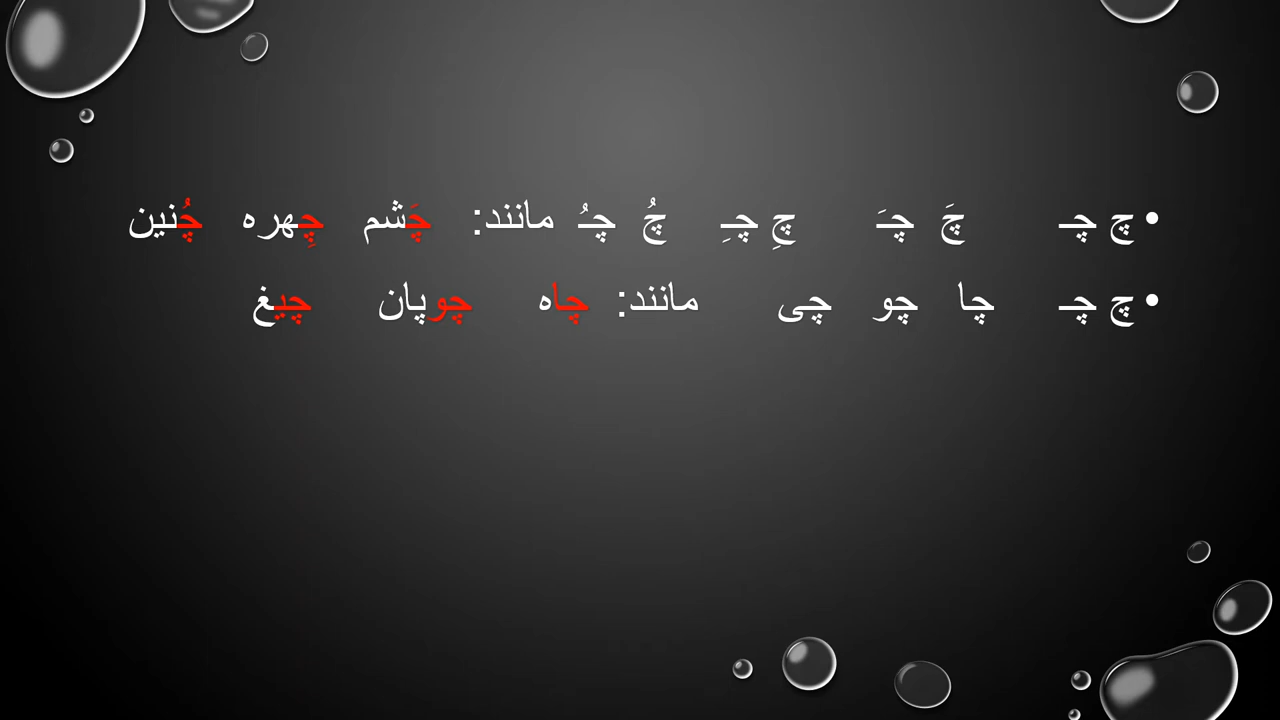 • چ چـ چَ چـَ چِ چـِ چُ چـُ مانند: چَشم چِهره چُنین
• چ چـ چا چو چی مانند: چاه چوپان چیغ